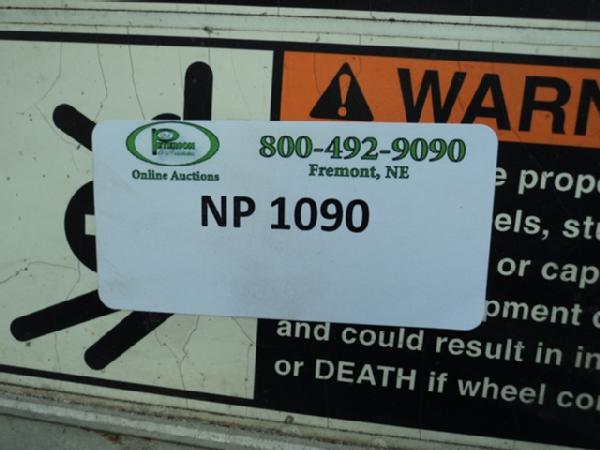 WARN
PETERSON
800-492-9090
Online Auctions
Fremont, NE
NP 1090
e prope
els, stu
or cap
pment o
and could result in in
or DEATH if wheel co